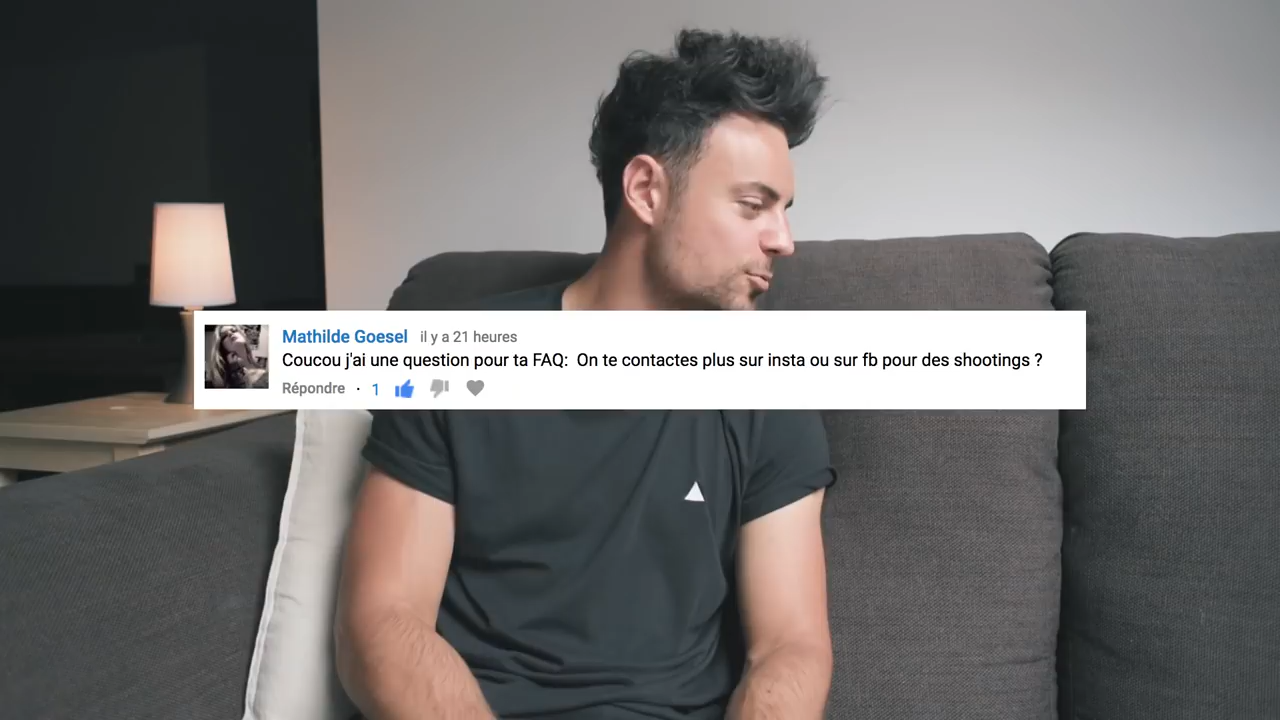 Mathilde Goesel il y a 21 heures
Coucou j'ai une question pour ta FAQ:  On te contactes plus sur insta ou sur fb pour des shootings ?
Répondre · 1